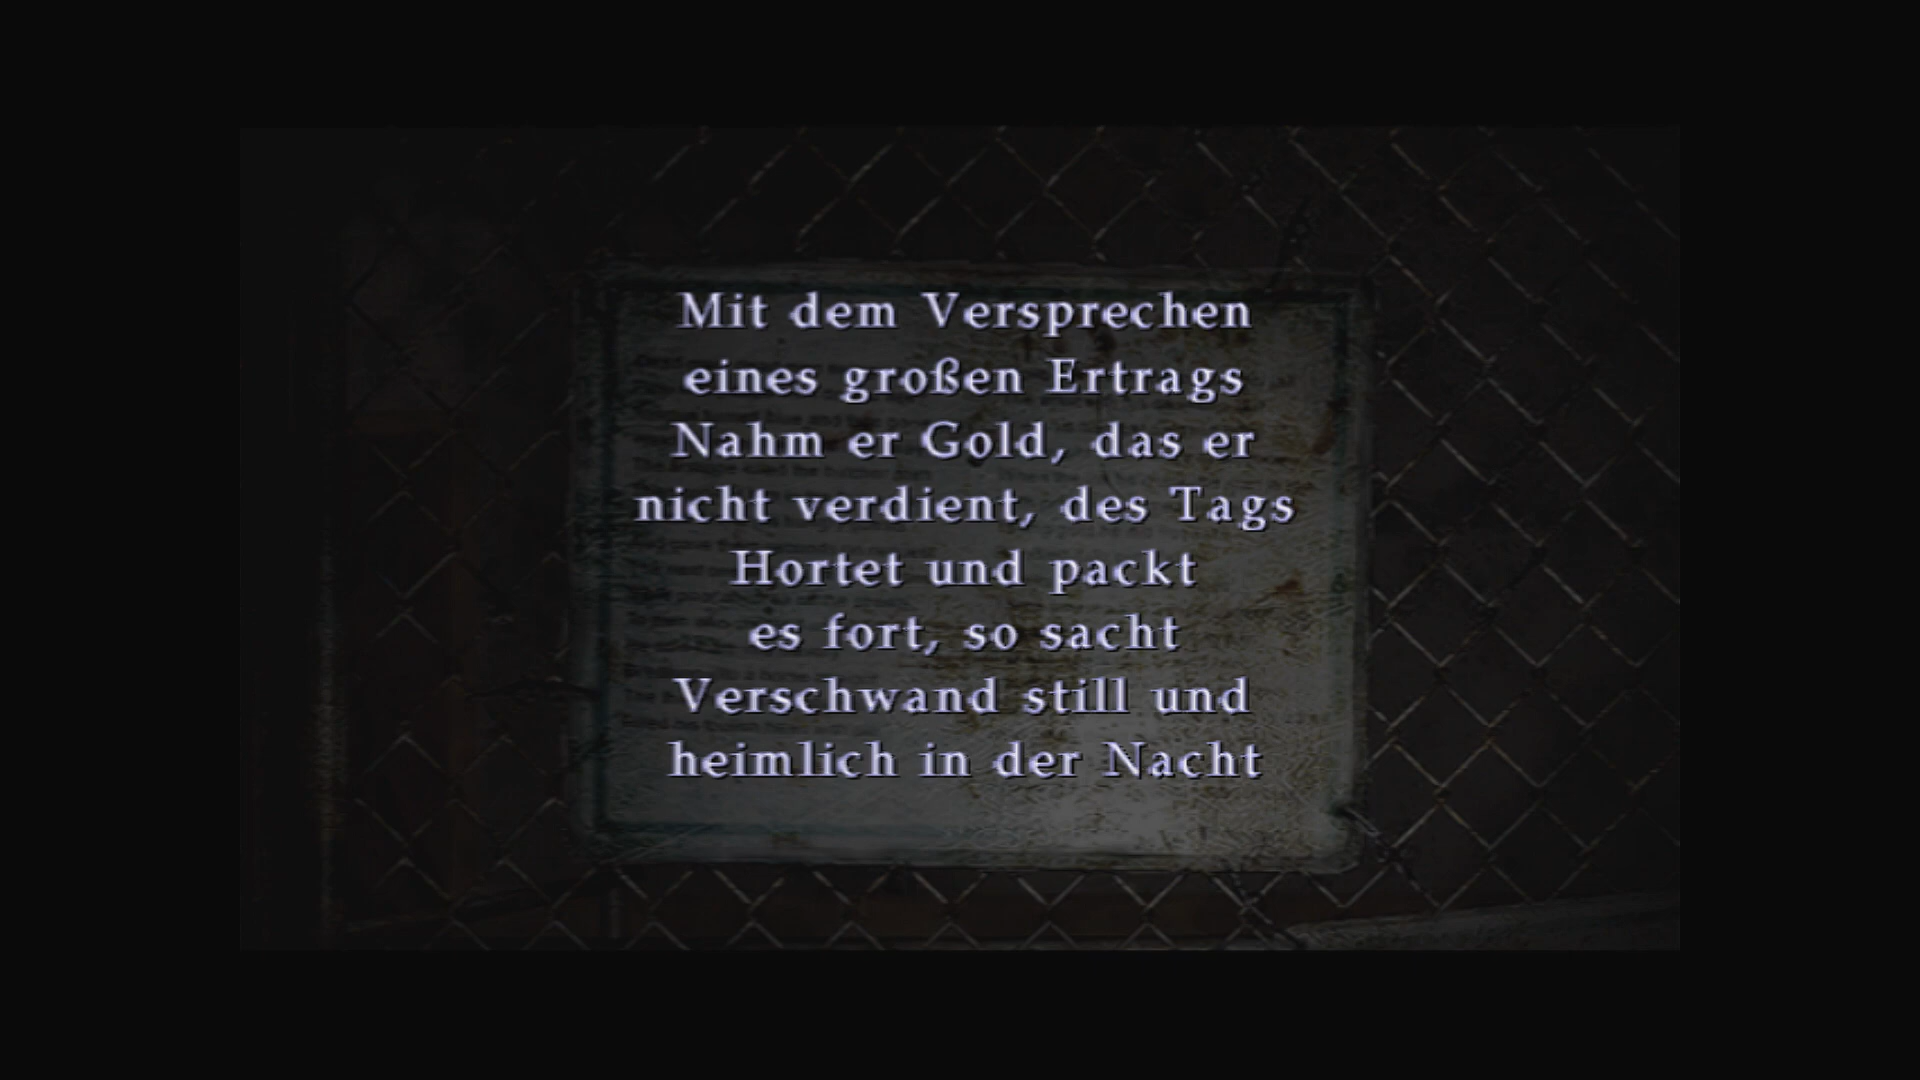 Mit dem Versprechen
eines großen Ertrags
Nahm er Gold, das er
nicht verdient, des Tags
Hortet und packt
es fort, so sacht
Verschwand still und
heimlich in der Nacht